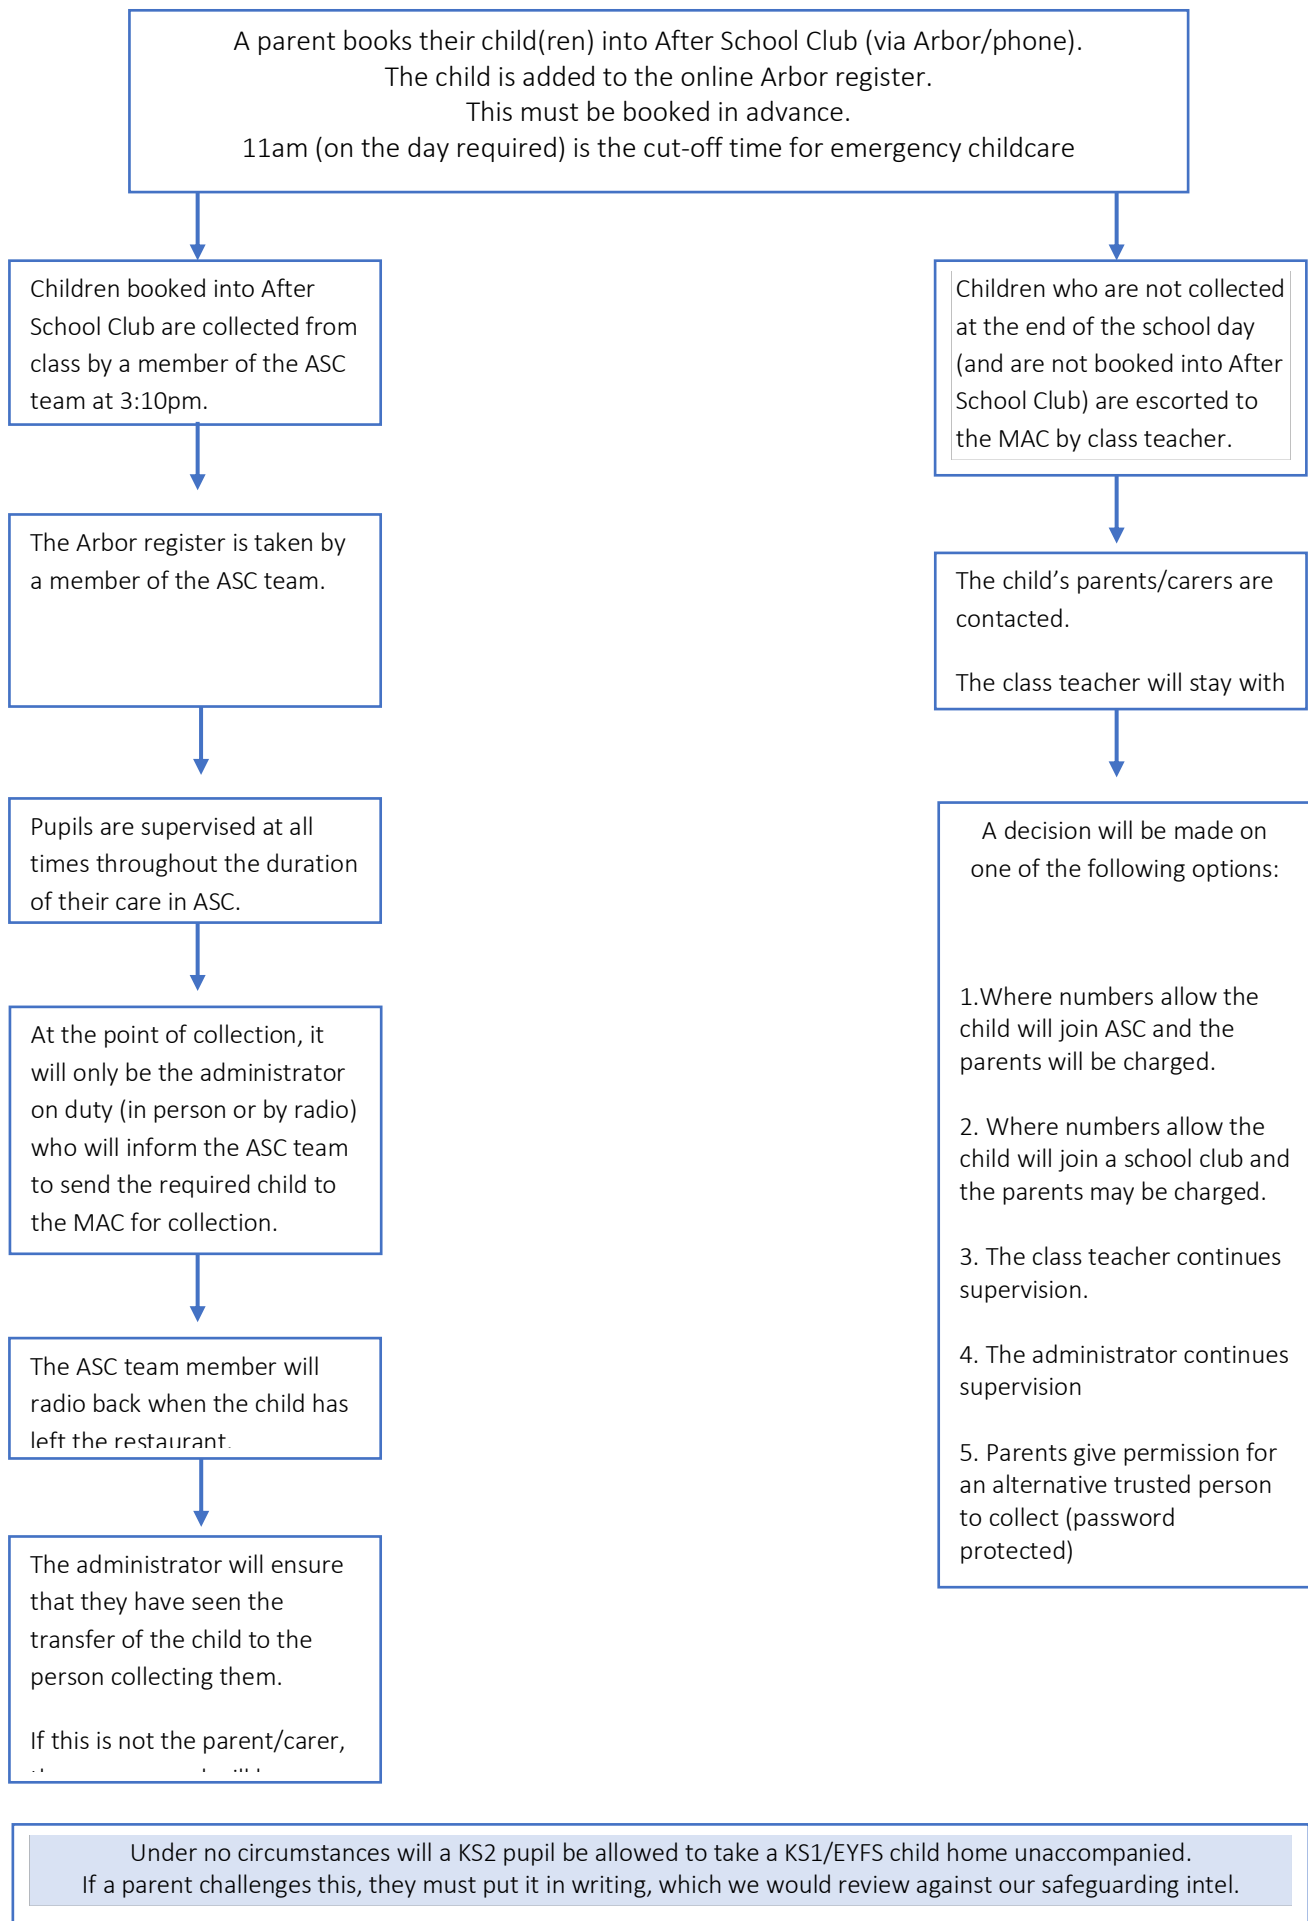 A parent books their child(ren) into After School Club (via Arbor/phone).
The child is added to the online Arbor register.
This must be booked in advance.
11am (on the day required) is the cut-off time for emergency childcare
Children booked into After
School Club are collected from
class by a member of the ASC
team at 3:10pm.
The Arbor register is taken by
a member of the ASC team.
Pupils are supervised at all
times throughout the duration
of their care in ASC.
At the point of collection, it
will only be the administrator
on duty (in person or by radio)
who will inform the ASC team
to send the required child to
the MAC for collection.
The ASC team member will
radio back when the child has
left the restaurant.
The administrator will ensure
that they have seen the
transfer of the child to the
person collecting them.
If this is not the parent/carer,
Children who are not collected
at the end of the school day
(and are not booked into After
School Club) are escorted to
the MAC by class teacher.
The child’s parents/carers are
contacted.
The class teacher will stay with
A decision will be made on
one of the following options:
1.Where numbers allow the
child will join ASC and the
parents will be charged.
2. Where numbers allow the
child will join a school club and
the parents may be charged.
3. The class teacher continues
supervision.
4. The administrator continues
supervision
5. Parents give permission for
an alternative trusted person
to collect (password
protected)
Under no circumstances will a KS2 pupil be allowed to take a KS1/EYFS child home unaccompanied.
If a parent challenges this, they must put it in writing, which we would review against our safeguarding intel.